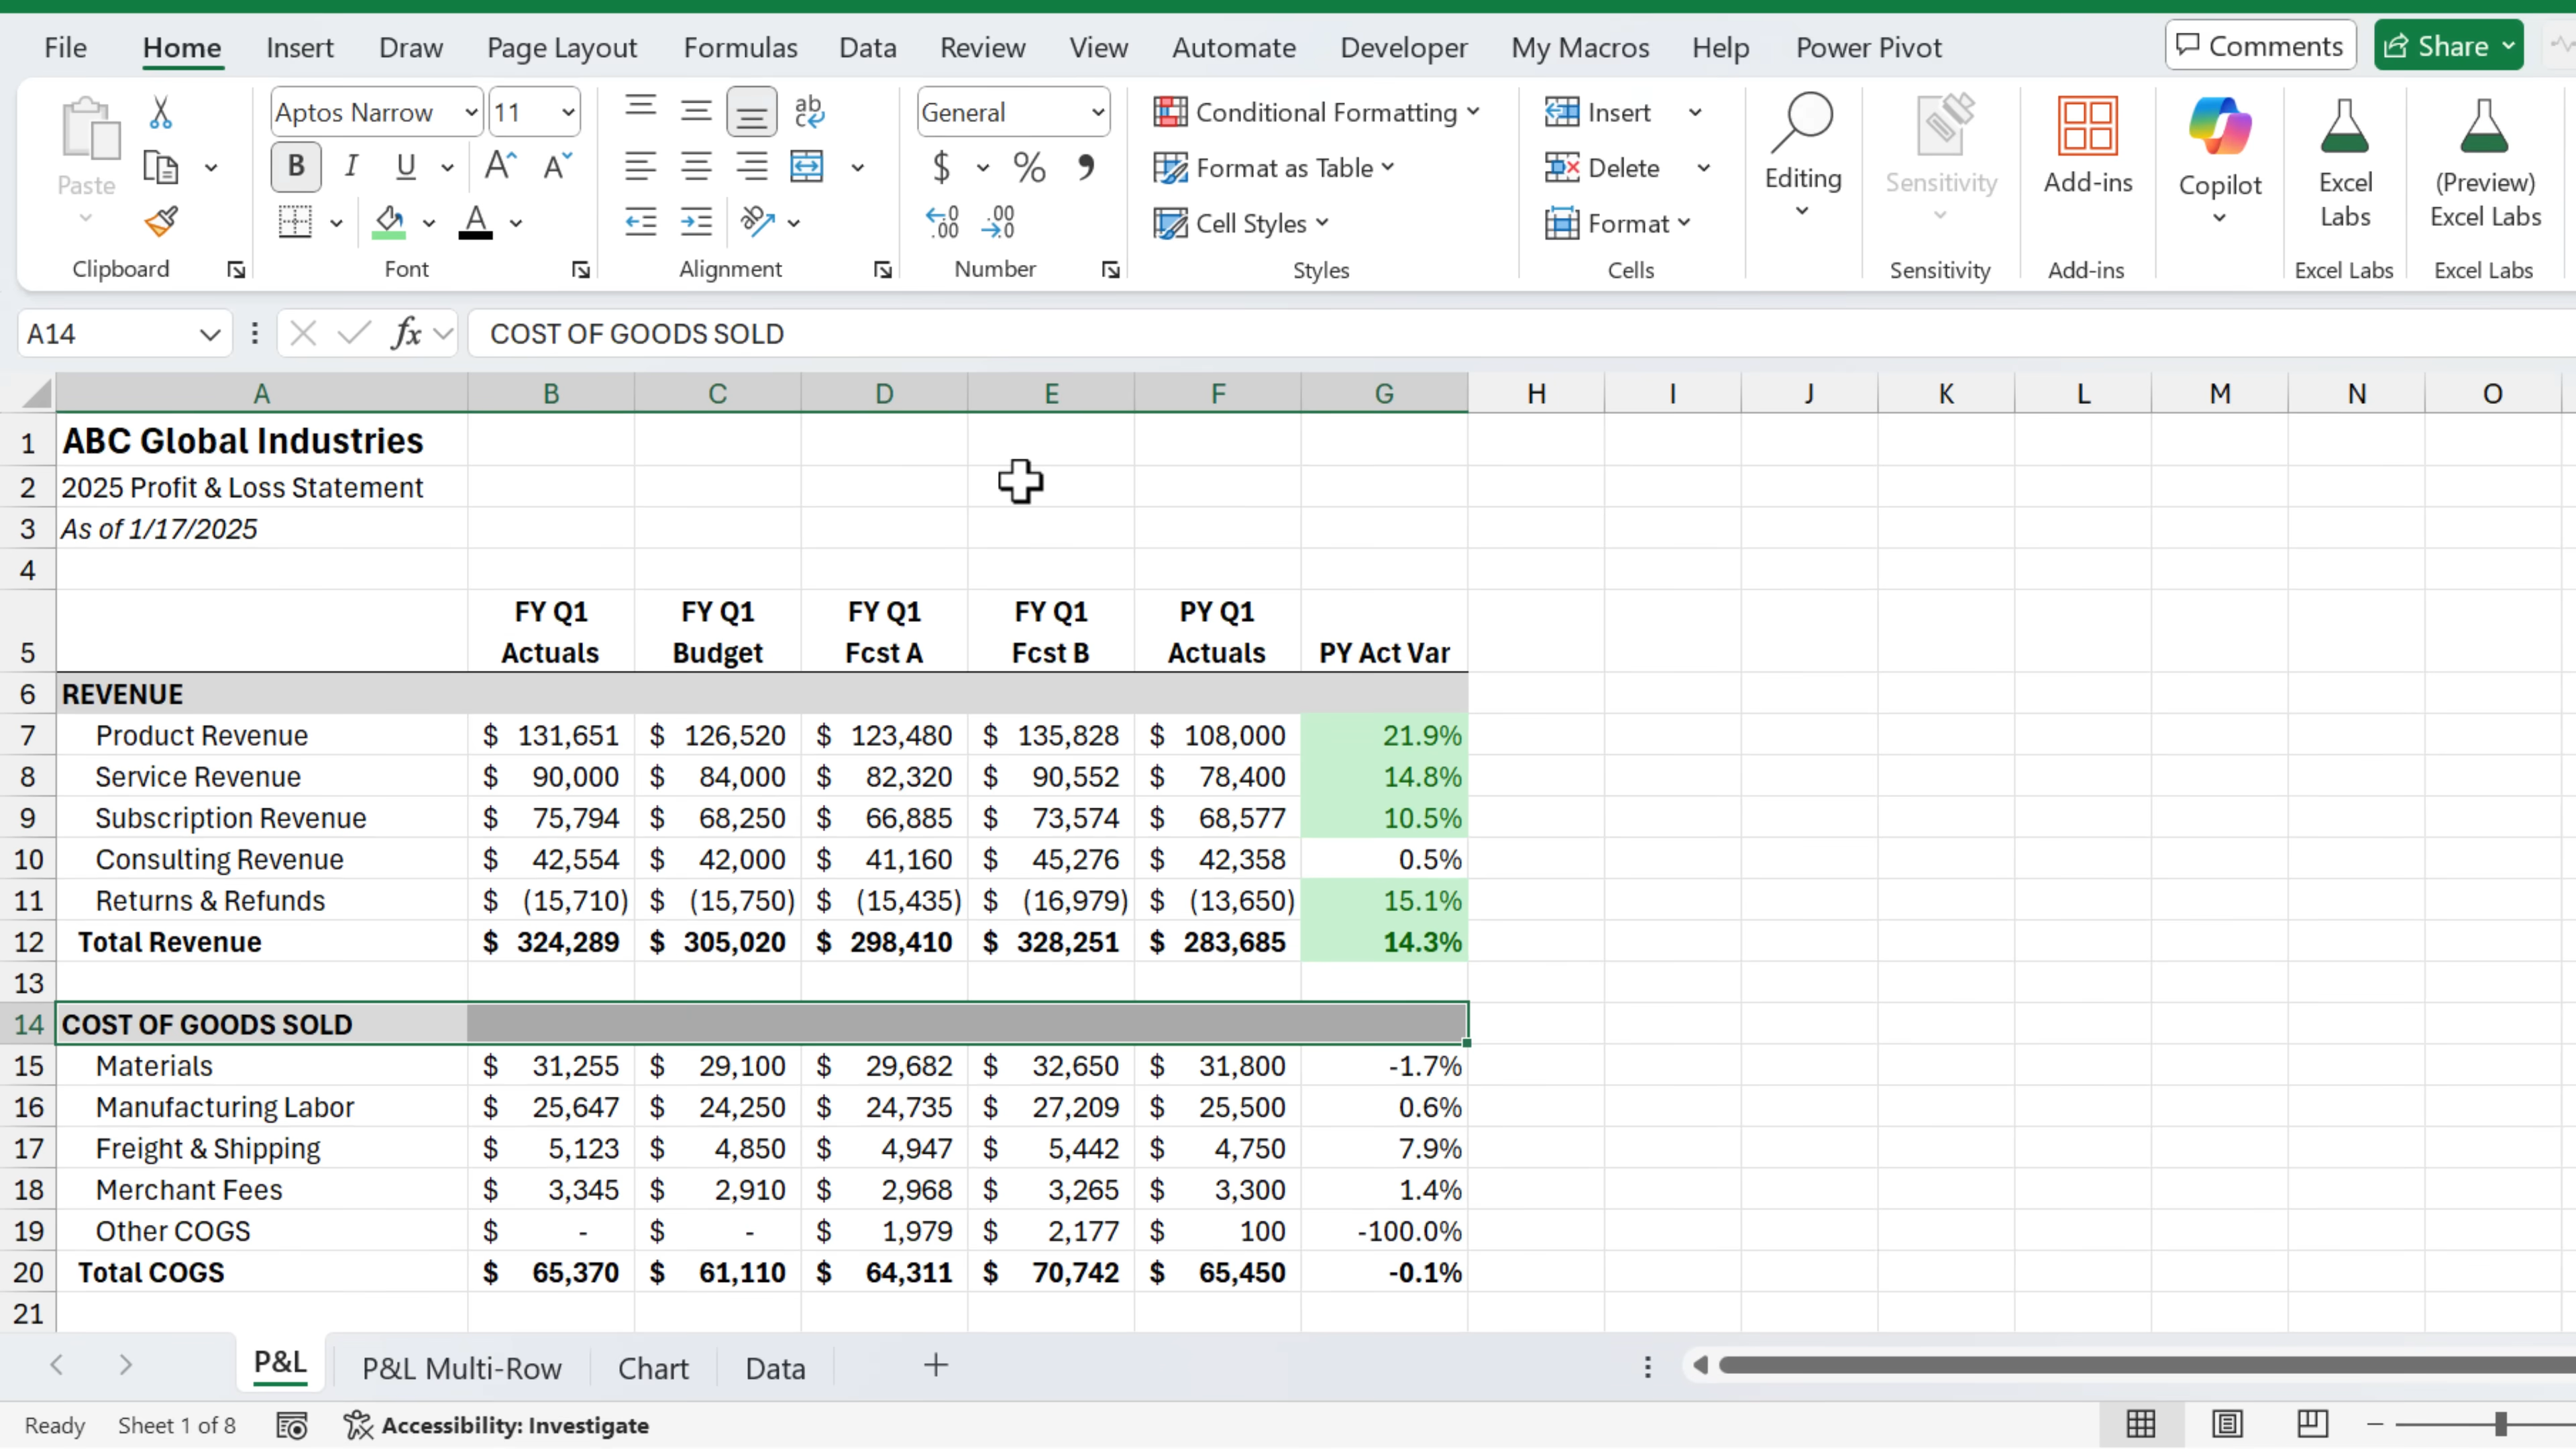 File Home Insert Draw Page Layout Formulas Data Review View Automate Developer My Macros Help Power Pivot Comments Share
Paste
Clipboard
Aptos Narrow 11
B I U A A
A
Font
ab
Alignment
General
$ % ,
Number
Conditional Formatting
Format as Table
Cell Styles
Styles
Insert
Delete
Format
Cells
Editing
Sensitivity
Sensitivity
Add-ins
Add-ins
Copilot
Excel
Labs
Excel Labs
(Preview)
Excel Labs
Excel Labs
A14 fx COST OF GOODS SOLD
A B C D E F G H I J K L M N O
1 ABC Global Industries
2 2025 Profit & Loss Statement
3 As of 1/17/2025
4
FY Q1 FY Q1 FY Q1 FY Q1 PY Q1
5 Actuals Budget Fcst A Fcst B Actuals PY Act Var
6 REVENUE
7 Product Revenue $ 131,651 $ 126,520 $ 123,480 $ 135,828 $ 108,000 21.9%
8 Service Revenue $ 90,000 $ 84,000 $ 82,320 $ 90,552 $ 78,400 14.8%
9 Subscription Revenue $ 75,794 $ 68,250 $ 66,885 $ 73,574 $ 68,577 10.5%
10 Consulting Revenue $ 42,554 $ 42,000 $ 41,160 $ 45,276 $ 42,358 0.5%
11 Returns & Refunds $ (15,710) $ (15,750) $ (15,435) $ (16,979) $ (13,650) 15.1%
12 Total Revenue $ 324,289 $ 305,020 $ 298,410 $ 328,251 $ 283,685 14.3%
13
14 COST OF GOODS SOLD
15 Materials $ 31,255 $ 29,100 $ 29,682 $ 32,650 $ 31,800 -1.7%
16 Manufacturing Labor $ 25,647 $ 24,250 $ 24,735 $ 27,209 $ 25,500 0.6%
17 Freight & Shipping $ 5,123 $ 4,850 $ 4,947 $ 5,442 $ 4,750 7.9%
18 Merchant Fees $ 3,345 $ 2,910 $ 2,968 $ 3,265 $ 3,300 1.4%
19 Other COGS $ - $ - $ 1,979 $ 2,177 $ 100 -100.0%
20 Total COGS $ 65,370 $ 61,110 $ 64,311 $ 70,742 $ 65,450 -0.1%
21
P&L P&L Multi-Row Chart Data
Ready Sheet 1 of 8 Accessibility: Investigate